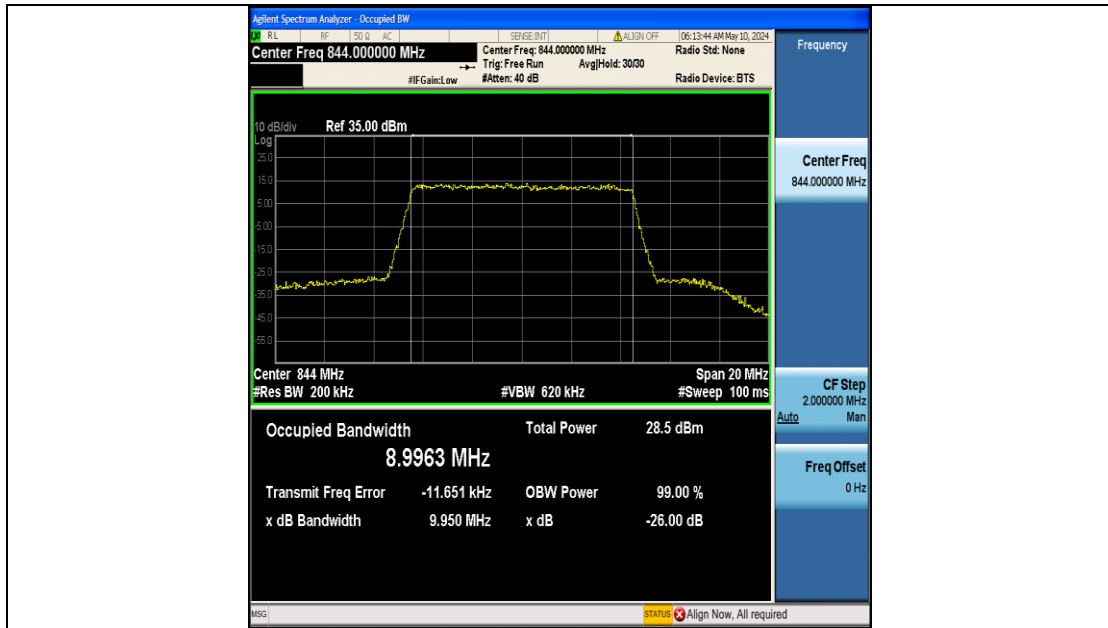 Agilent Spectrum Analyzer - Occupied BW
RL RF 50 Ω AC SENSE:INT ALIGN OFF 06:13:44 AM May 10, 2024
Center Freq 844.000000 MHz
Center Freq: 844.000000 MHz Radio Std: None
Trig: Free Run Avg|Hold: 30/30
#IFGain:Low #Atten: 40 dB Radio Device: BTS
Frequency
10 dB/div Ref 35.00 dBm
Log
25.0
15.0
5.00
-5.00
-15.0
-25.0
-35.0
-45.0
-55.0
Center 844 MHz Span 20 MHz
#Res BW 200 kHz #VBW 620 kHz #Sweep 100 ms
Occupied Bandwidth Total Power 28.5 dBm
8.9963 MHz
Transmit Freq Error -11.651 kHz OBW Power 99.00 %
x dB Bandwidth 9.950 MHz x dB -26.00 dB
Center Freq
844.000000 MHz
CF Step
2.000000 MHz
Auto Man
Freq Offset
0 Hz
MSG STATUS Align Now, All required